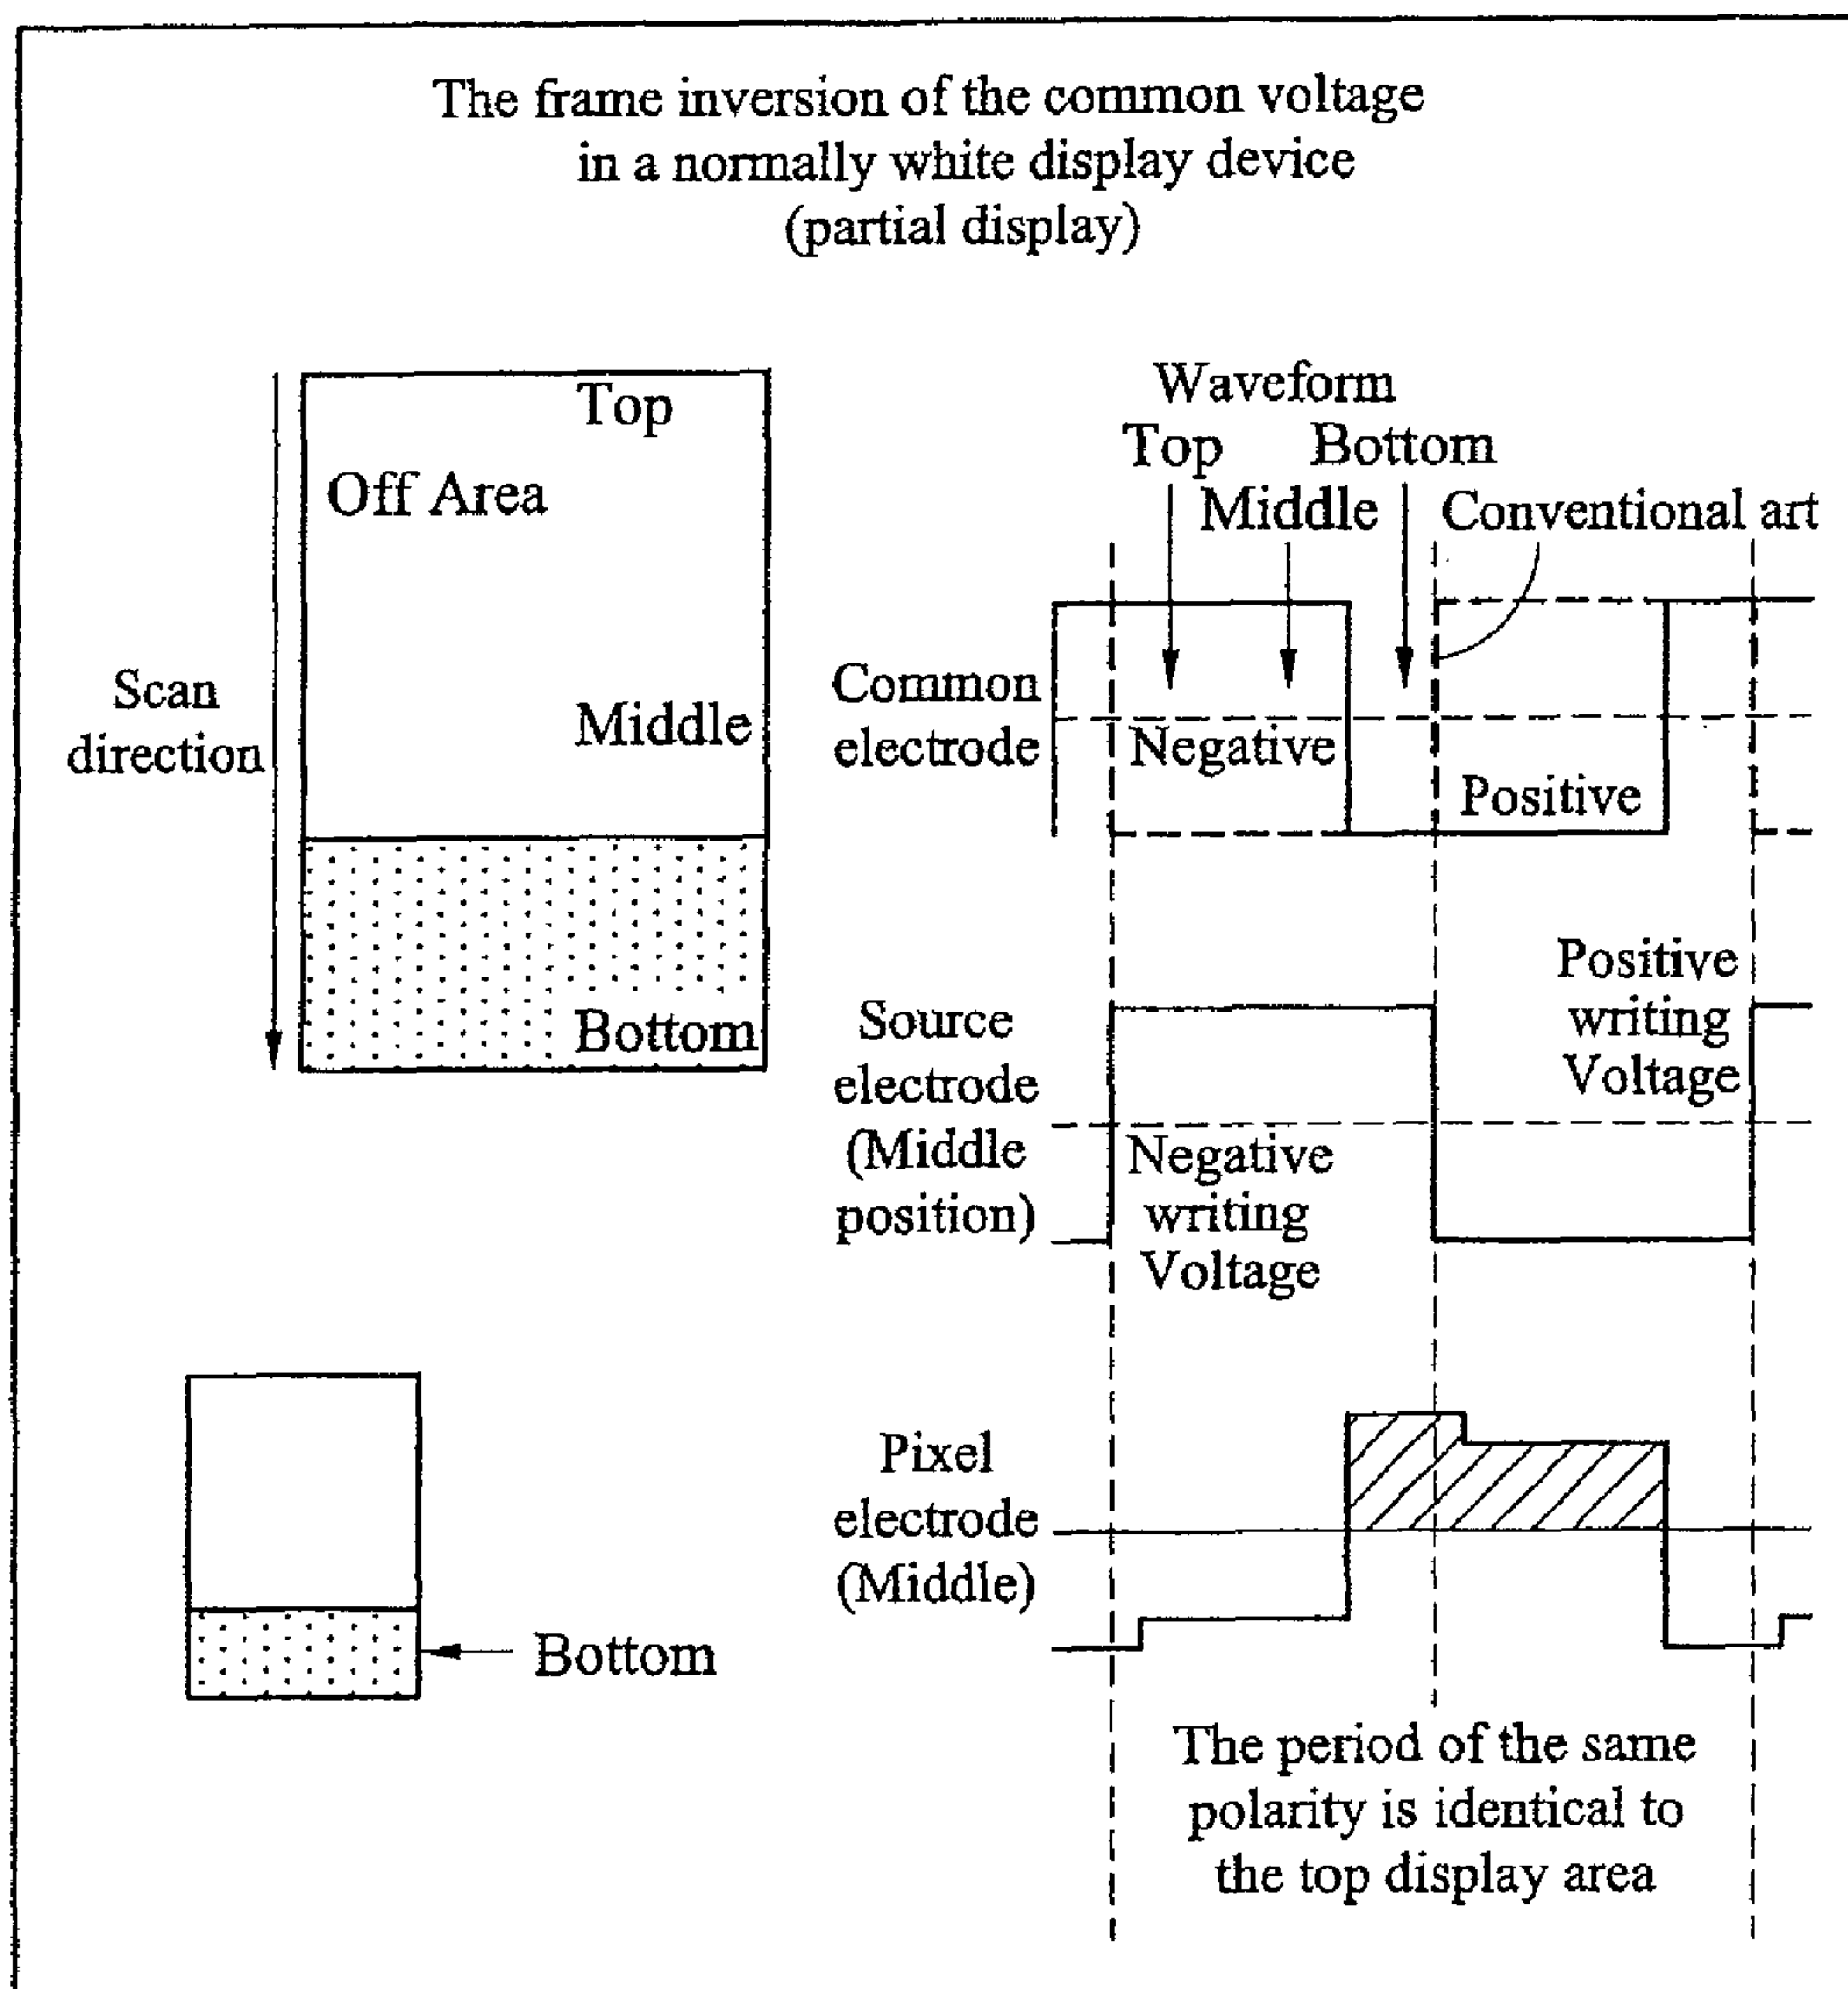 The frame inversion of the common voltage
in a normally white display device
(partial display)
Top
Off Area
Scan
direction
Middle
Bottom
Bottom
Waveform
Top
Bottom
Middle
Conventional art
Common
electrode
Negative
Positive
Source
electrode
(Middle
position)
Negative
writing
Voltage
Positive
writing
Voltage
Pixel
electrode
(Middle)
The period of the same
polarity is identical to
the top display area